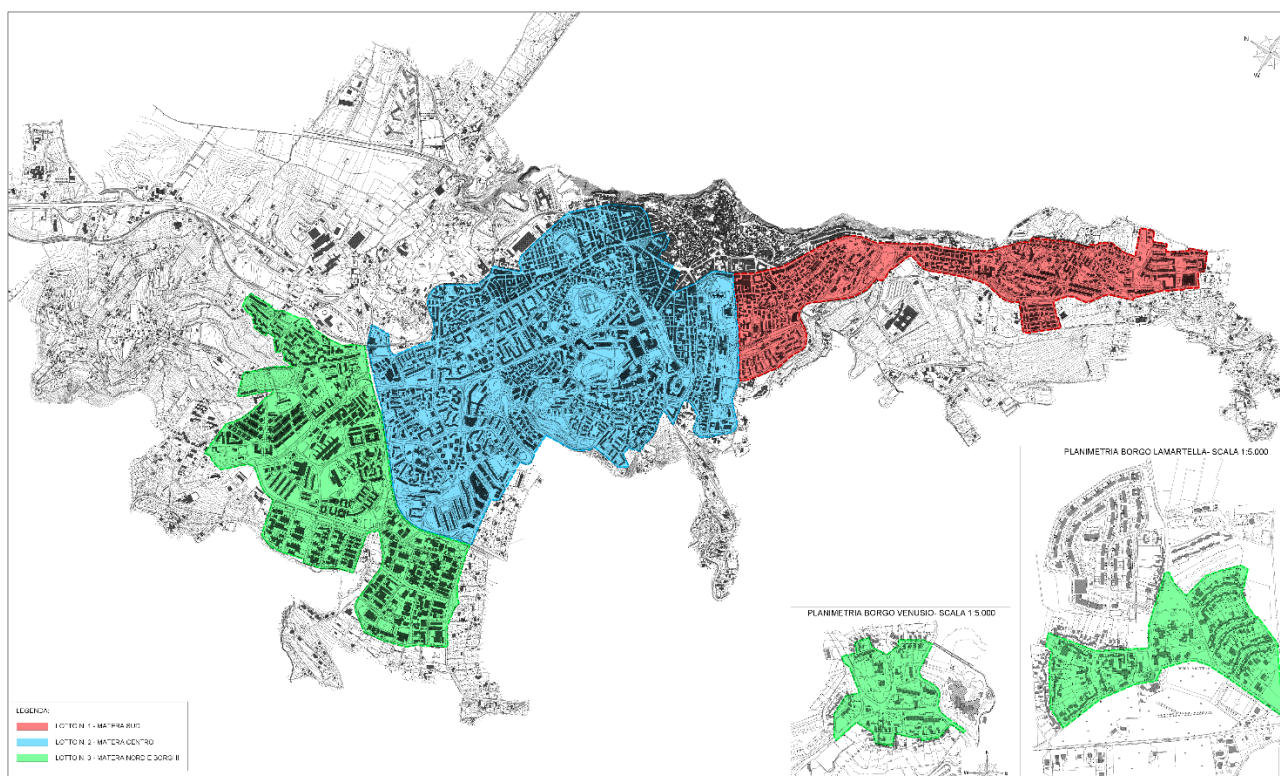 N
W
PLANIMETRIA BORGO LAMARTELLA- SCALA 1:5.000
PLANIMETRIA BORGO VENUSIO- SCALA 1:5.000
LEGENDA:
LOTTO N. 1 - MATERA SUD
LOTTO N. 2 - MATERA CENTRO
LOTTO N. 3 - MATERA NORD E BORGHI
W